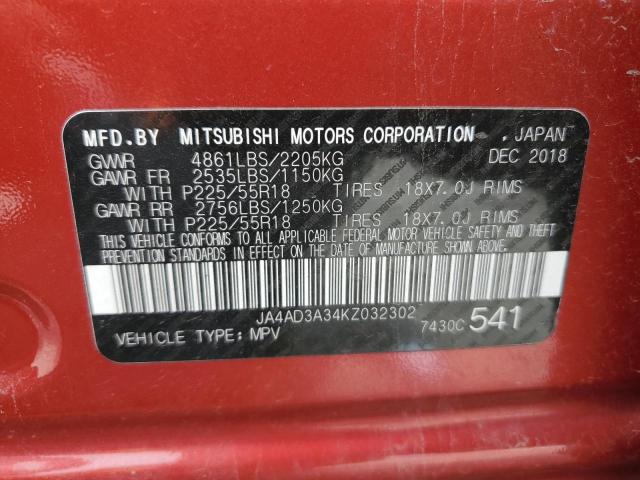 MFD.BY MITSUBISHI MOTORS CORPORATION . JAPAN
GVWR 4861LBS/2205KG DEC 2018
GAWR FR 2535LBS/1150KG
WITH P225/55R18 TIRES 18X7.0J RIMS
GAWR RR 2756LBS/1250KG
WITH P225/55R18 TIRES 18X7.0J RIMS
THIS VEHICLE CONFORMS TO ALL APPLICABLE FEDERAL MOTOR VEHICLE SAFETY AND THEFT
PREVENTION STANDARDS IN EFFECT ON THE DATE OF MANUFACTURE SHOWN ABOVE.
JA4AD3A34KZ032302
VEHICLE TYPE: MPV 7430C 541